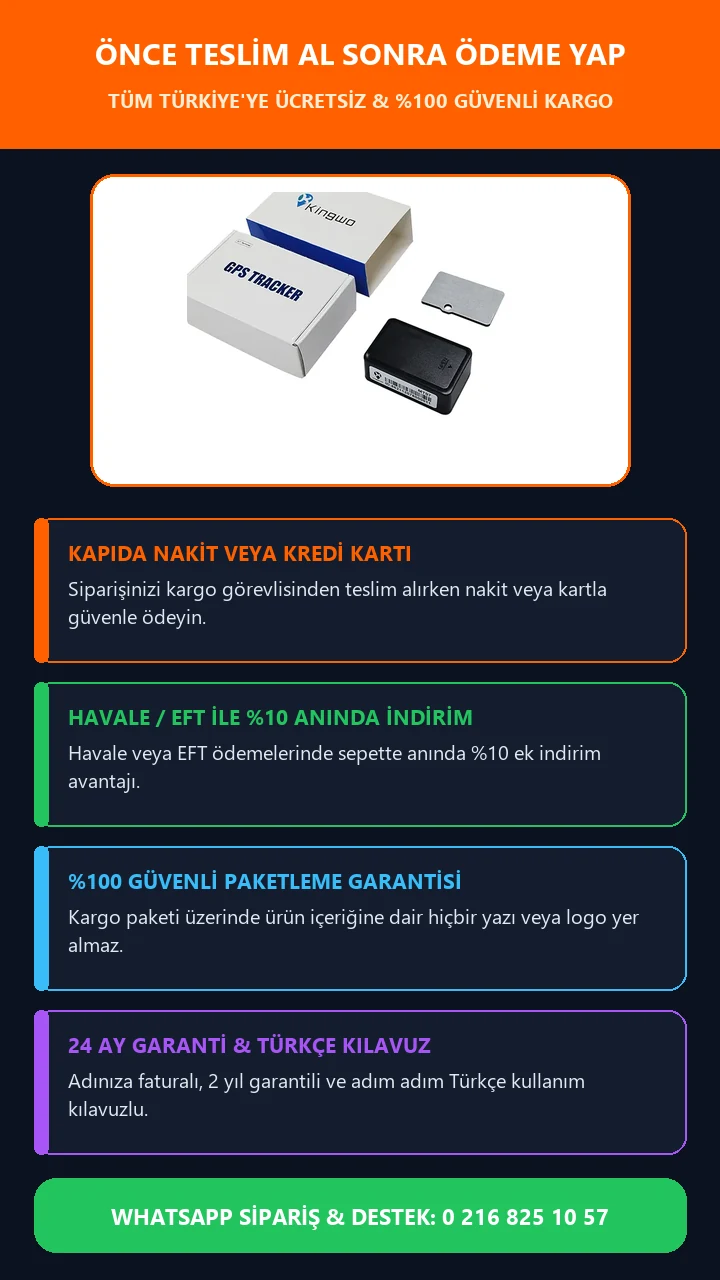 ÖNCE TESLİM AL SONRA ÖDEME YAP
TÜM TÜRKİYE'YE ÜCRETSİZ & %100 GÜVENLİ KARGO
Kingwo
GPS TRACKER
KAPIDA NAKİT VEYA KREDİ KARTI
Siparişinizi kargo görevlisinden teslim alırken nakit veya kartla
güvenle ödeyin.
HAVALE / EFT İLE %10 ANINDA İNDİRİM
Havale veya EFT ödemelerinde sepette anında %10 ek indirim
avantajı.
%100 GÜVENLİ PAKETLEME GARANTİSİ
Kargo paketi üzerinde ürün içeriğine dair hiçbir yazı veya logo yer
almaz.
24 AY GARANTİ & TÜRKÇE KILAVUZ
Adınıza faturalı, 2 yıl garantili ve adım adım Türkçe kullanım
kılavuzlu.
WHATSAPP SİPARİŞ & DESTEK: 0 216 825 10 57